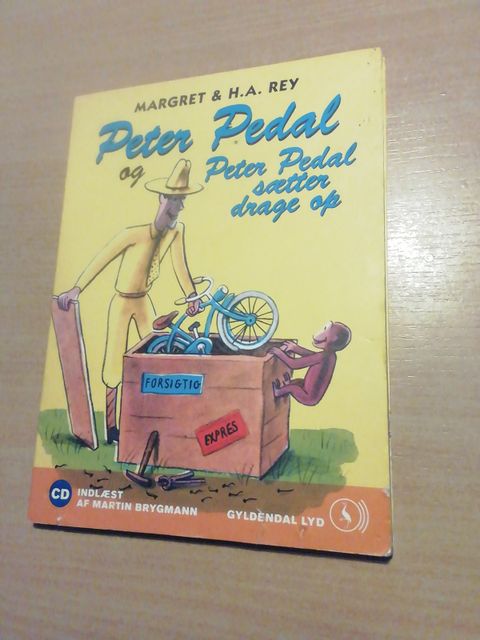 MARGRET & H.A. REY
Peter Pedal
og
Peter Pedal
sætter
drage op
FORSIGTIG
EXPRES
CD
INDLÆST
AF MARTIN BRYGMANN
GYLDENDAL LYD